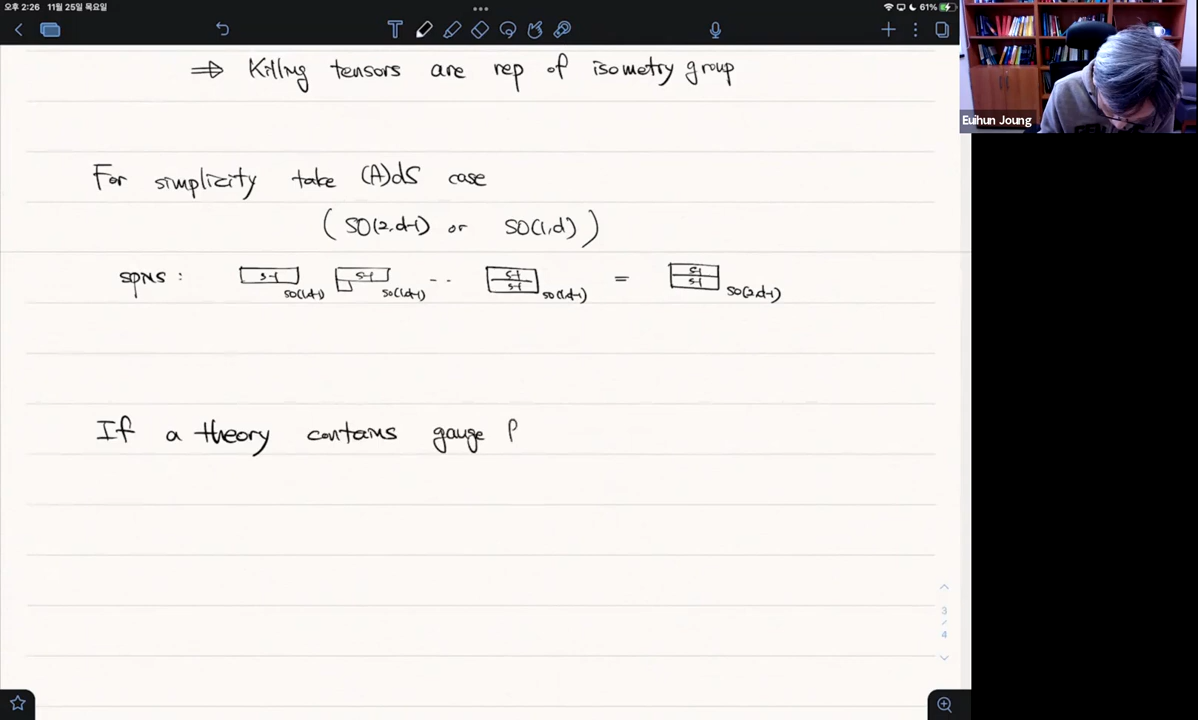 오후 2:26 11월 25일 목요일
61%
⇒ Killing tensors are rep of isometry group
Euihun Joung
For simplicity take (A)dS case
( SO(2,d-1) or SO(1,d) )
spin s : s-1 SO(1,d-1) s-1 SO(1,d-1) -- .. s-1 s-1 SO(1,d-1) = s-1 s-1 SO(2,d-1)
If a theory contains gauge
3
/
4